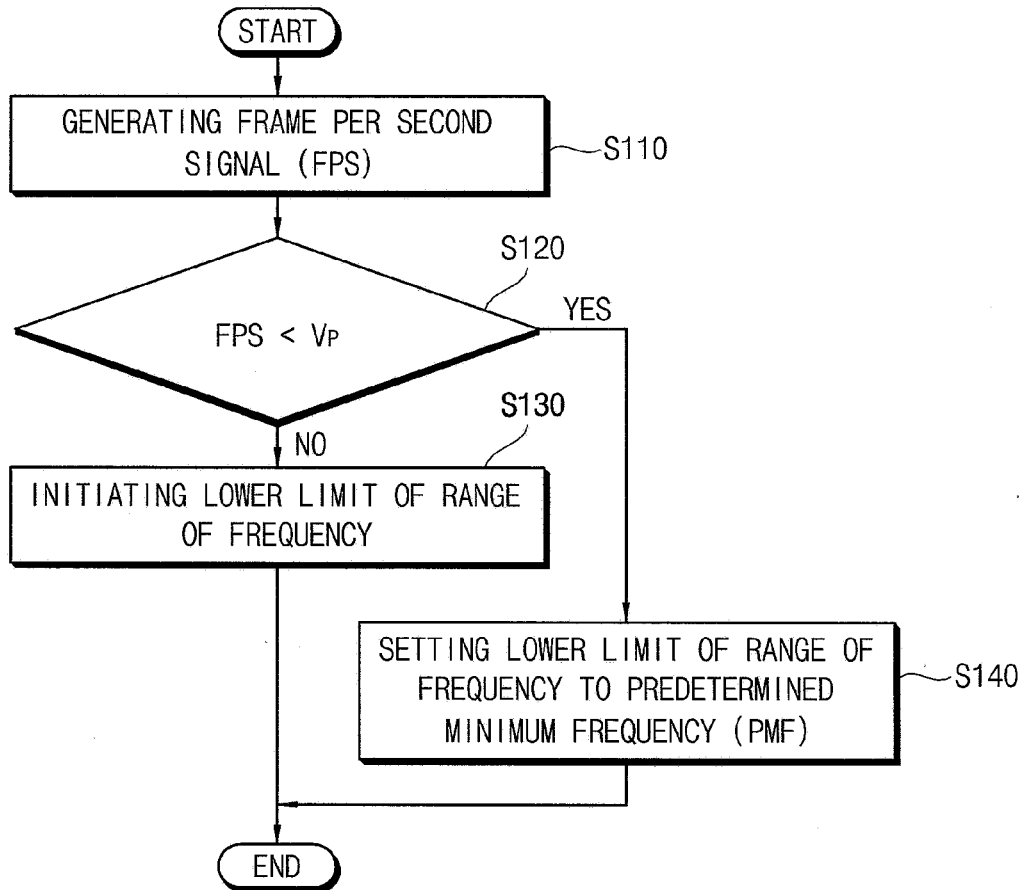 START
GENERATING FRAME PER SECOND
SIGNAL (FPS)
S110
S120
FPS < VP
YES
NO
S130
INITIATING LOWER LIMIT OF RANGE
OF FREQUENCY
SETTING LOWER LIMIT OF RANGE OF
FREQUENCY TO PREDETERMINED
MINIMUM FREQUENCY (PMF)
S140
END